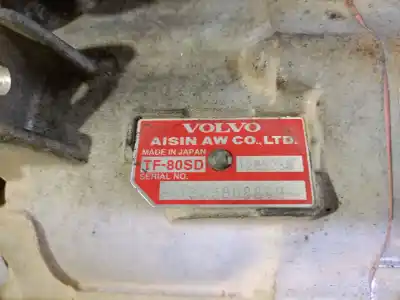 VOLVO
AISIN AW CO., LTD.
MADE IN JAPAN
TF-80SD
SERIAL NO.